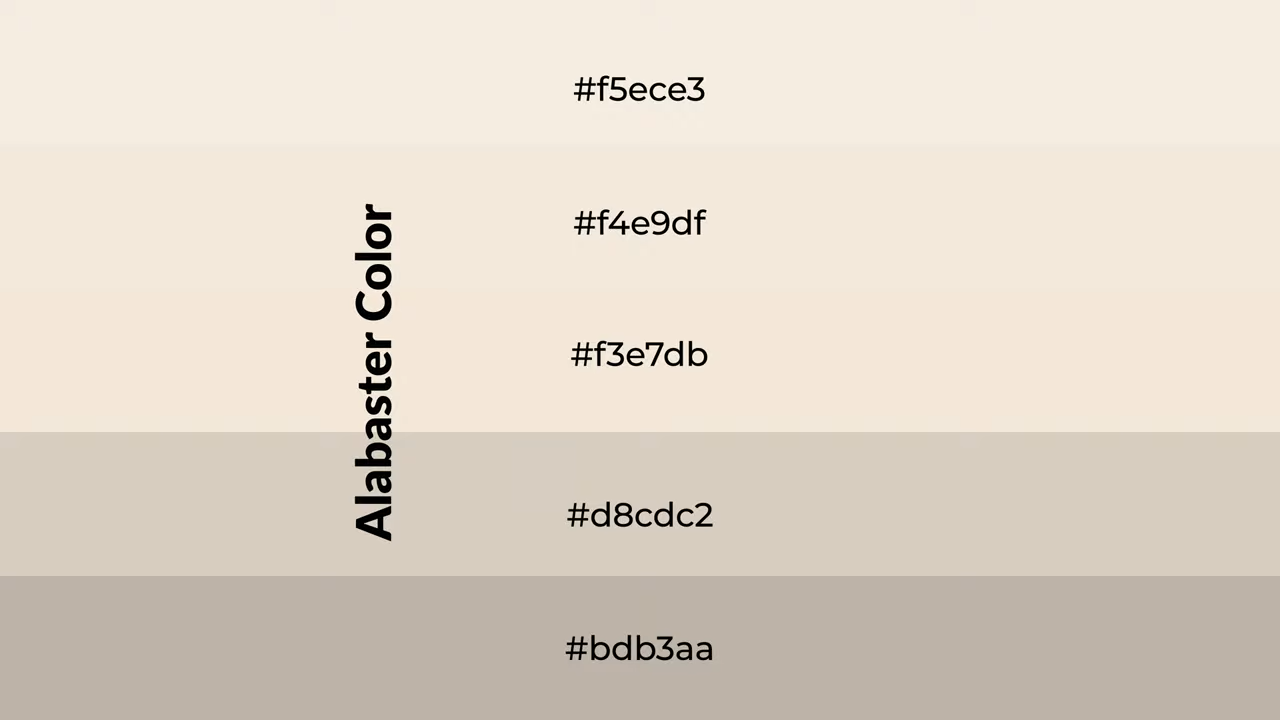 #f5ece3
#f4e9df
Alabaster Color
#f3e7db
#d8cdc2
#bdb3aa